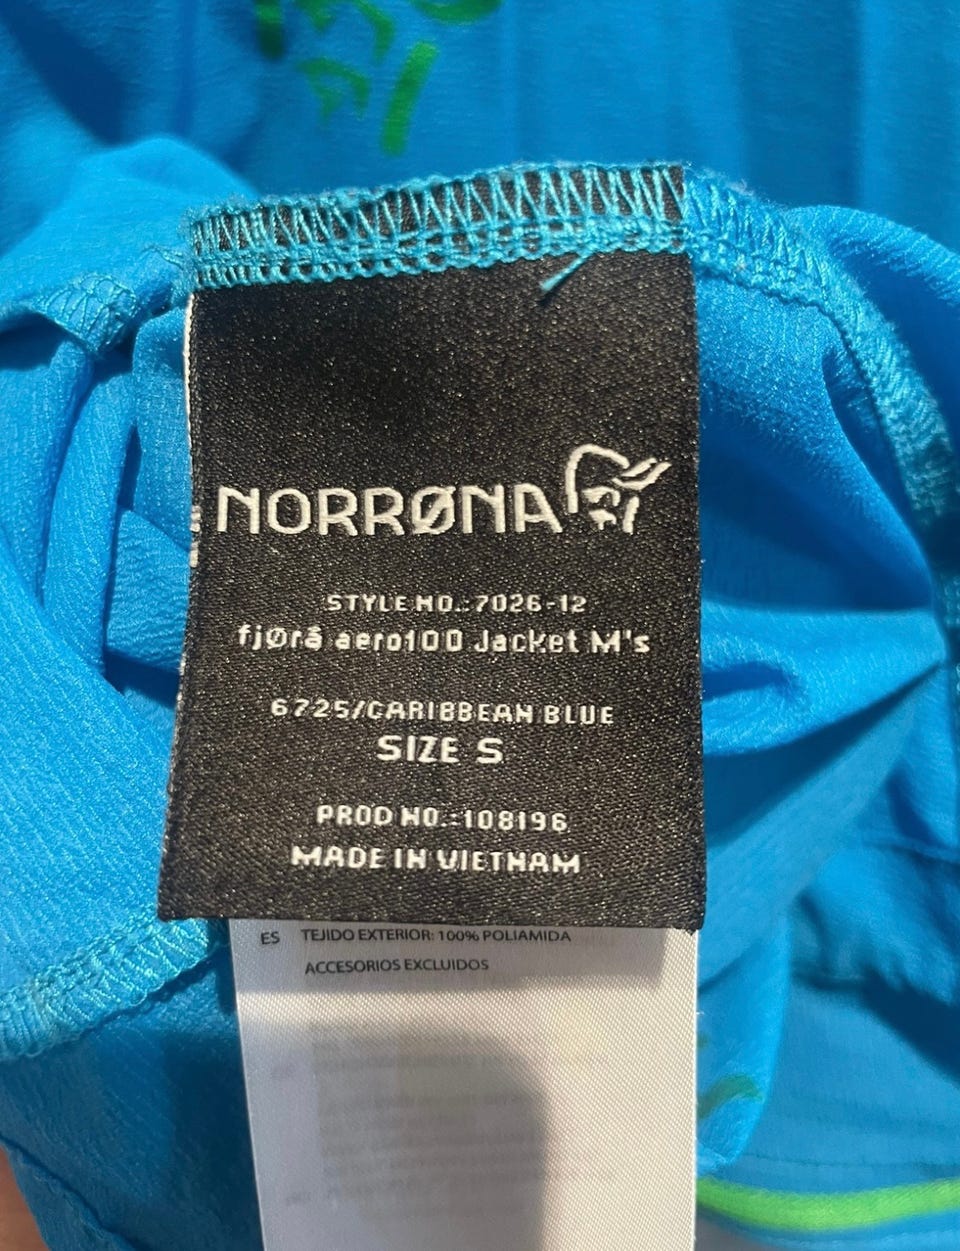 NORRØNA
STYLE NO.:7026-12
fjørå aero100 Jacket M's
6725/CARIBBEAN BLUE
SIZE S
PROD NO.:108196
MADE IN VIETNAM
ES TEJIDO EXTERIOR: 100% POLIAMIDA
ACCESORIOS EXCLUIDOS